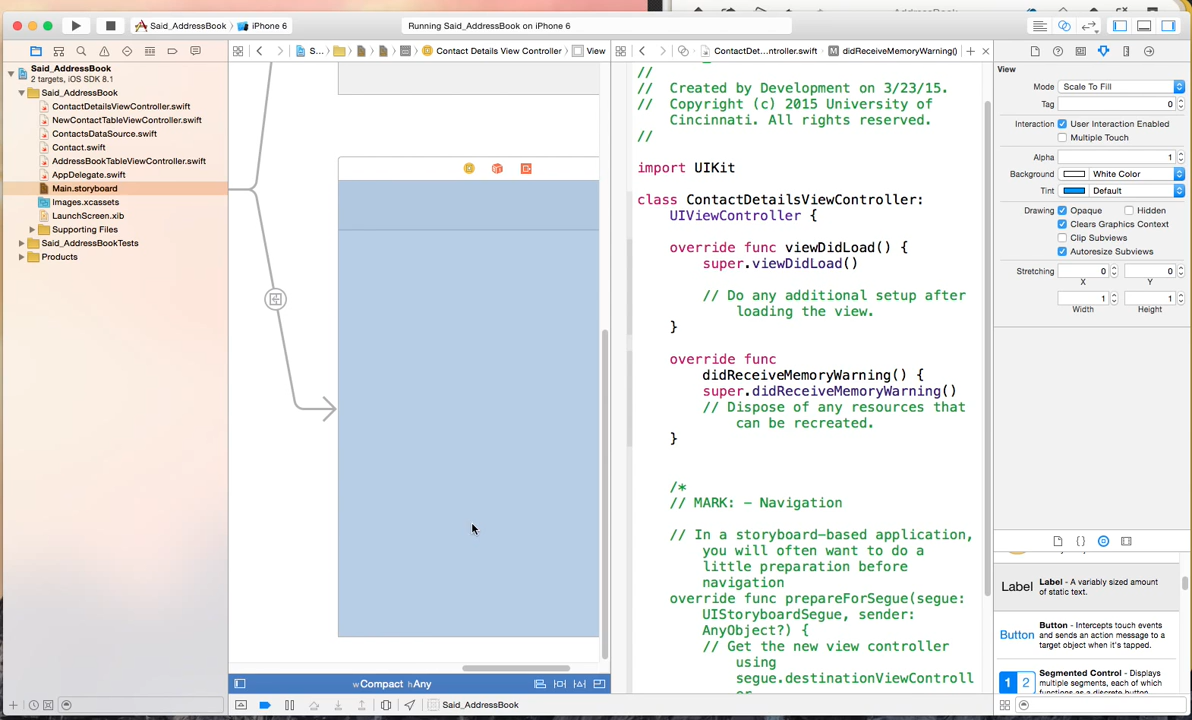 Said_AddressBook
iPhone 6
Running Said_AddressBook on iPhone 6
S...
Contact Details View Controller
View
ContactDet...ntroller.swift
didReceiveMemoryWarning()
Said_AddressBook
2 targets, iOS SDK 8.1
Said_AddressBook
ContactDetailsViewController.swift
NewContactTableViewController.swift
ContactsDataSource.swift
Contact.swift
AddressBookTableViewController.swift
AppDelegate.swift
Main.storyboard
Images.xcassets
LaunchScreen.xib
Supporting Files
Said_AddressBookTests
Products
wCompact hAny
Said_AddressBook
//
// Created by Development on 3/23/15.
// Copyright (c) 2015 University of
Cincinnati. All rights reserved.
//
import UIKit
class ContactDetailsViewController:
UIViewController {
override func viewDidLoad() {
super.viewDidLoad()
// Do any additional setup after
loading the view.
}
override func
didReceiveMemoryWarning() {
super.didReceiveMemoryWarning()
// Dispose of any resources that
can be recreated.
}
/*
// MARK: - Navigation
// In a storyboard-based application,
you will often want to do a
little preparation before
navigation
override func prepareForSegue(segue:
UIStoryboardSegue, sender:
AnyObject?) {
// Get the new view controller
using
segue.destinationViewControll
View
Mode Scale To Fill
Tag 0
Interaction User Interaction Enabled
Multiple Touch
Alpha 1
Background White Color
Tint Default
Drawing Opaque Hidden
Clears Graphics Context
Clip Subviews
Autoresize Subviews
Stretching 0 0
X Y
1 1
Width Height
Label
Label - A variably sized amount
of static text.
Button
Button - Intercepts touch events
and sends an action message to a
target object when it's tapped.
1 2
Segmented Control - Displays
multiple segments, each of which
functions as a discrete button.